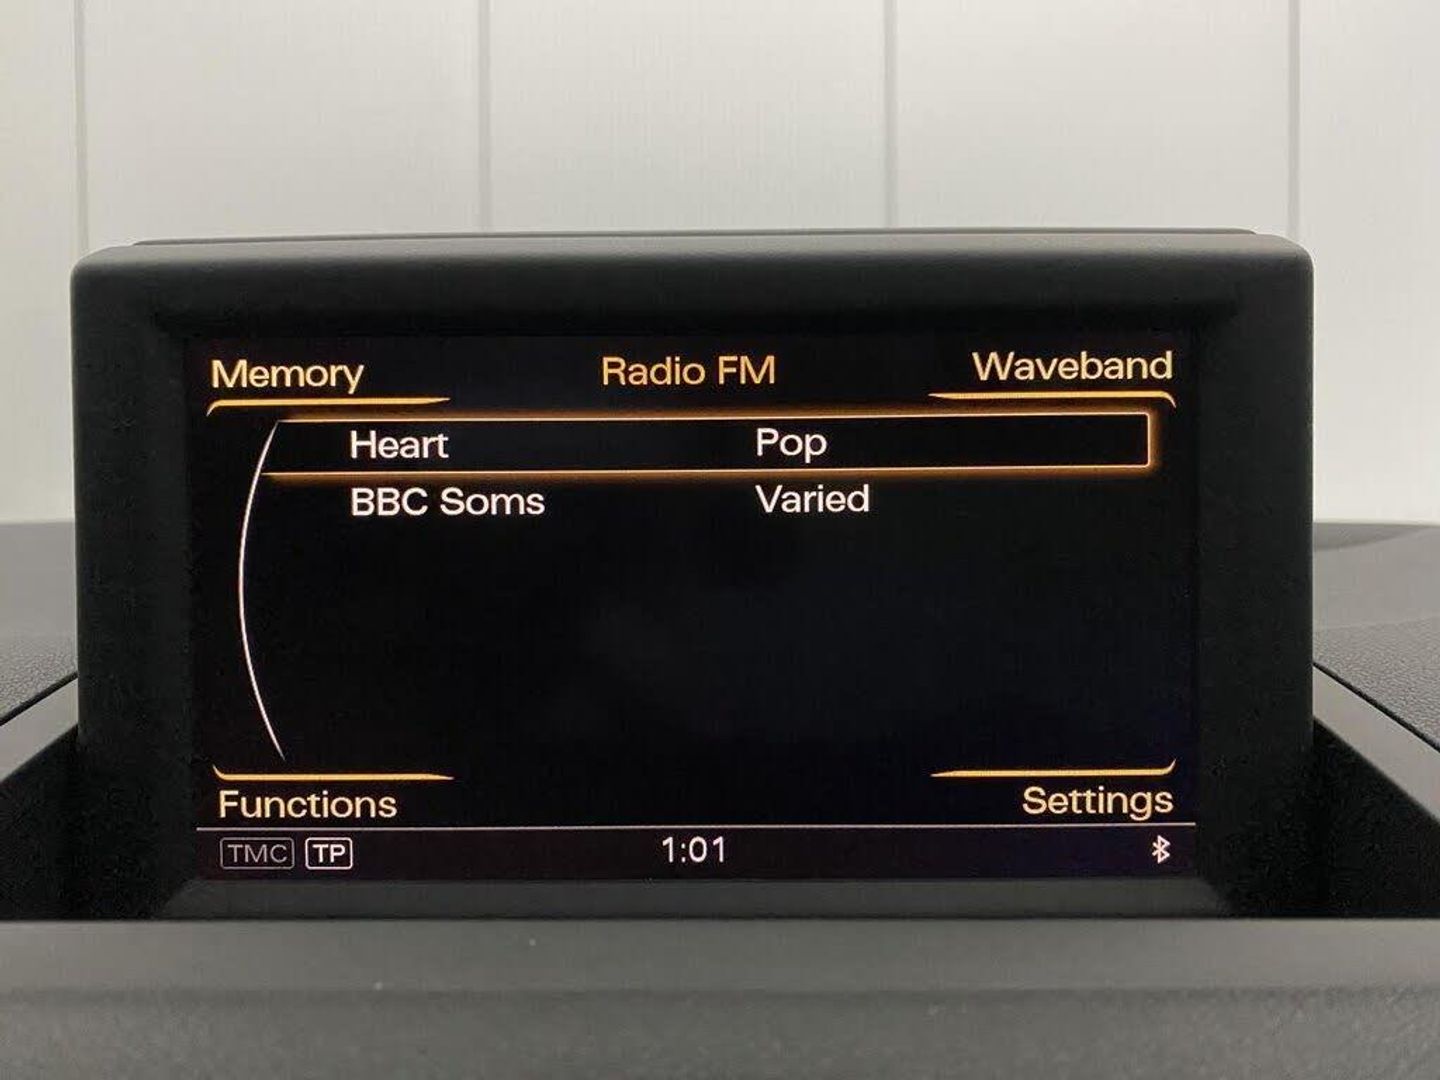 Memory Radio FM Waveband
Heart Pop
BBC Soms Varied
Functions Settings
TMC TP 1:01